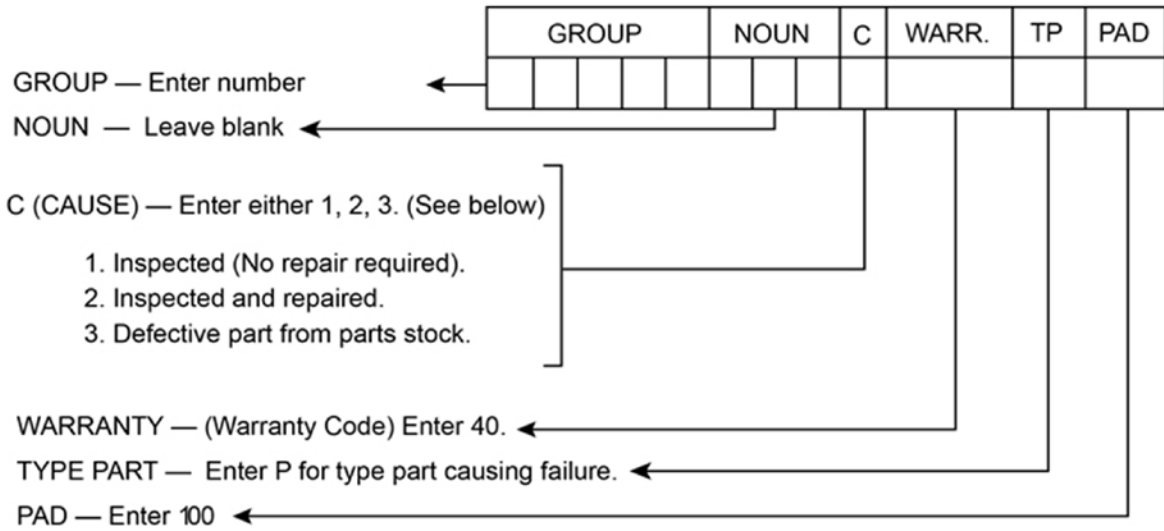 GROUP NOUN C WARR. TP PAD
GROUP — Enter number
NOUN — Leave blank
C (CAUSE) — Enter either 1, 2, 3. (See below)
1. Inspected (No repair required).
2. Inspected and repaired.
3. Defective part from parts stock.
WARRANTY — (Warranty Code) Enter 40.
TYPE PART — Enter P for type part causing failure.
PAD — Enter 100